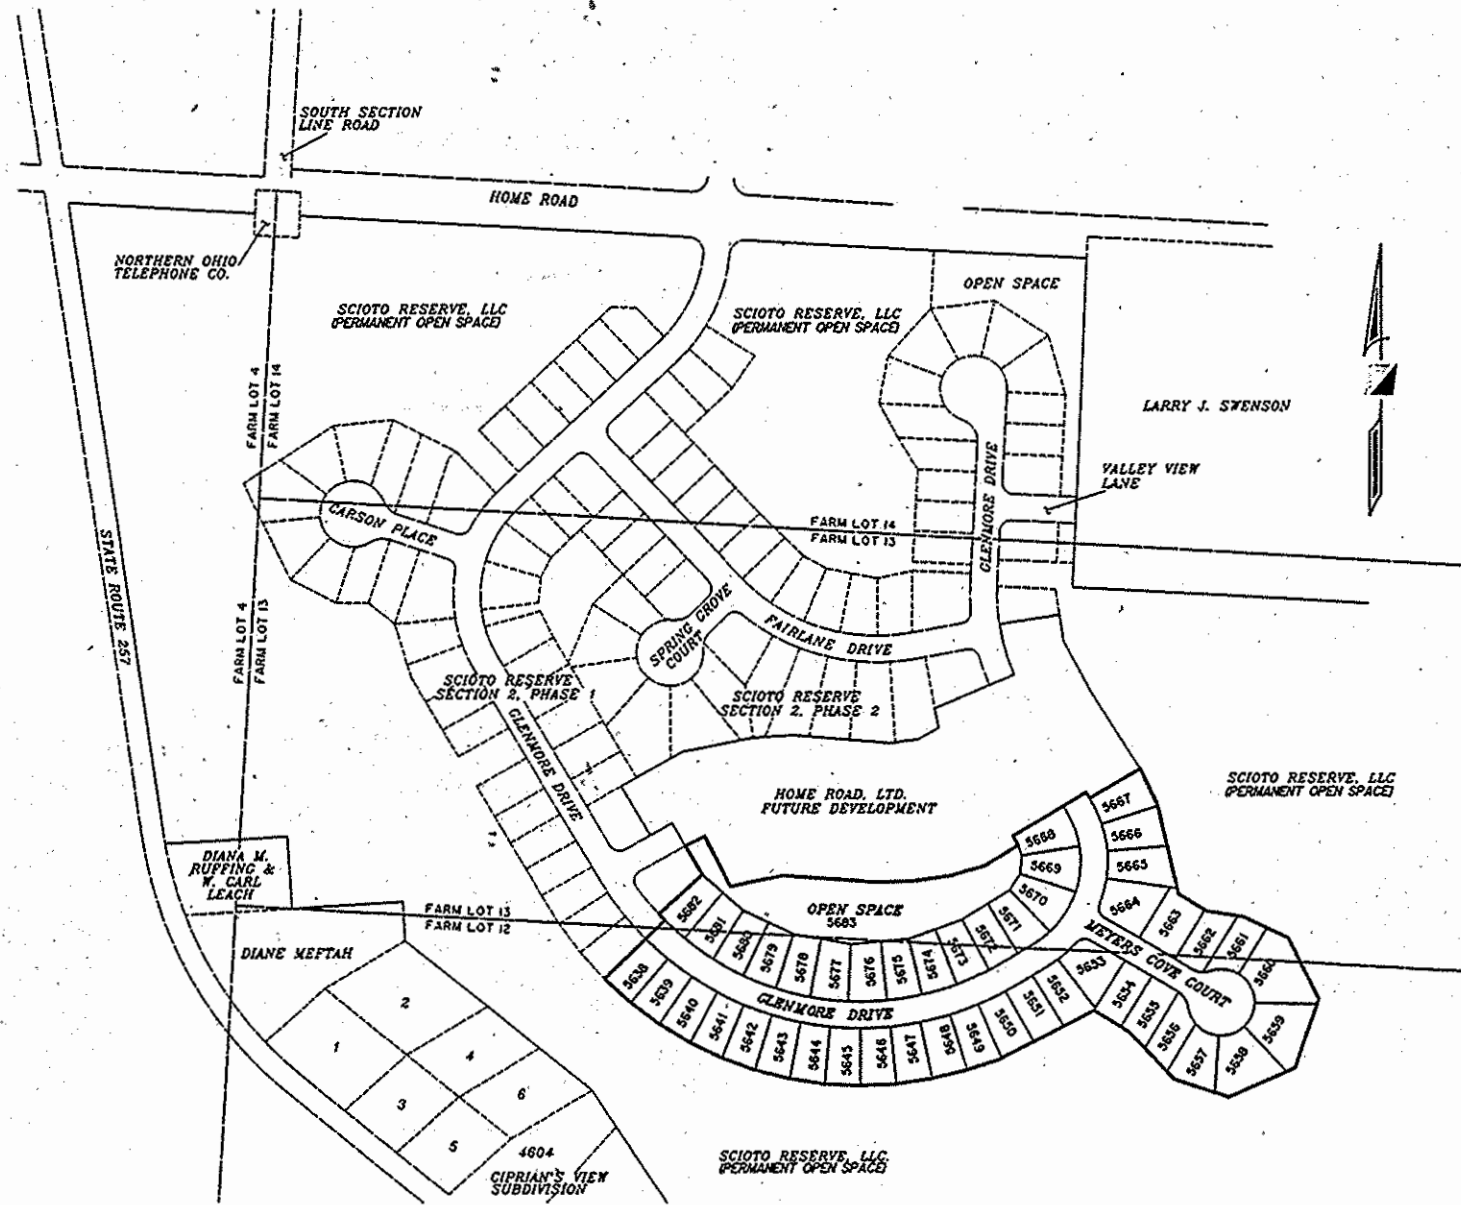 SOUTH SECTION
LINE ROAD
HOME ROAD
NORTHERN OHIO
TELEPHONE CO.
SCIOTO RESERVE, LLC
(PERMANENT OPEN SPACE)
SCIOTO RESERVE, LLC
(PERMANENT OPEN SPACE)
OPEN SPACE
LARRY J. SWENSON
FARM LOT 4
FARM LOT 14
VALLEY VIEW
LANE
GLENMORE DRIVE
CARSON PLACE
FARM LOT 14
FARM LOT 13
STATE ROUTE 257
FARM LOT 4
FARM LOT 13
SPRING GROVE
COURT
FAIRLANE DRIVE
SCIOTO RESERVE
SECTION 2, PHASE 1
SCIOTO RESERVE
SECTION 2, PHASE 2
GLENMORE DRIVE
HOME ROAD, LTD.
FUTURE DEVELOPMENT
SCIOTO RESERVE, LLC
(PERMANENT OPEN SPACE)
5667
5666
5665
5668
5669
5670
DIANA M.
RUFFING &
W. CARL
LEACH
FARM LOT 13
FARM LOT 12
OPEN SPACE
5683
5682
5681
5680
5679
5678
5677
5676
5675
5674
5673
5672
5671
5664
5663
5662
5661
5660
MEYERS COVE COURT
DIANE MEFTAH
5638
5639
5640
5641
5642
5643
5644
5645
5646
5647
5648
5649
5650
5651
5652
5653
5654
5655
5656
5657
5658
5659
GLENMORE DRIVE
2
1
4
3
6
5
4604
CIPRIAN'S VIEW
SUBDIVISION
SCIOTO RESERVE, LLC.
(PERMANENT OPEN SPACE)